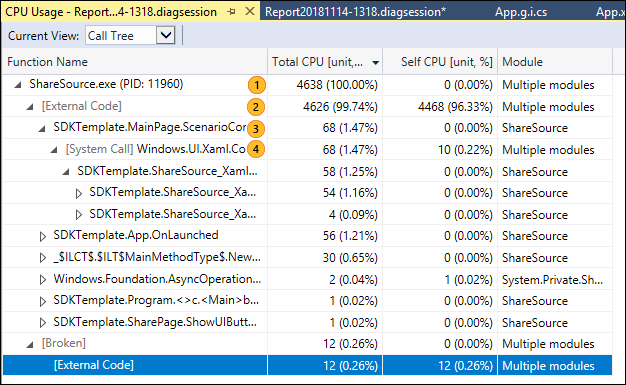 CPU Usage - Report...4-1318.diagsession Report20181114-1318.diagsession* App.g.i.cs App.x
Current View: Call Tree
Function Name Total CPU [unit,... Self CPU [unit, %] Module
ShareSource.exe (PID: 11960) 1 4638 (100.00%) 0 (0.00%) Multiple modules
[External Code] 2 4626 (99.74%) 4468 (96.33%) Multiple modules
SDKTemplate.MainPage.ScenarioCor 3 68 (1.47%) 0 (0.00%) ShareSource
[System Call] Windows.UI.Xaml.Co 4 68 (1.47%) 10 (0.22%) Multiple modules
SDKTemplate.ShareSource_Xaml... 58 (1.25%) 0 (0.00%) ShareSource
SDKTemplate.ShareSource_Xa... 54 (1.16%) 0 (0.00%) ShareSource
SDKTemplate.ShareSource_Xa... 4 (0.09%) 0 (0.00%) ShareSource
SDKTemplate.App.OnLaunched 56 (1.21%) 0 (0.00%) ShareSource
_$ILCT$.$ILT$MainMethodType$.New... 30 (0.65%) 0 (0.00%) ShareSource
Windows.Foundation.AsyncOperation... 2 (0.04%) 1 (0.02%) System.Private.Sh...
SDKTemplate.Program.<>c.<Main>b... 1 (0.02%) 0 (0.00%) ShareSource
SDKTemplate.SharePage.ShowUIButt... 1 (0.02%) 0 (0.00%) ShareSource
[Broken] 12 (0.26%) 0 (0.00%) Multiple modules
[External Code] 12 (0.26%) 12 (0.26%) Multiple modules